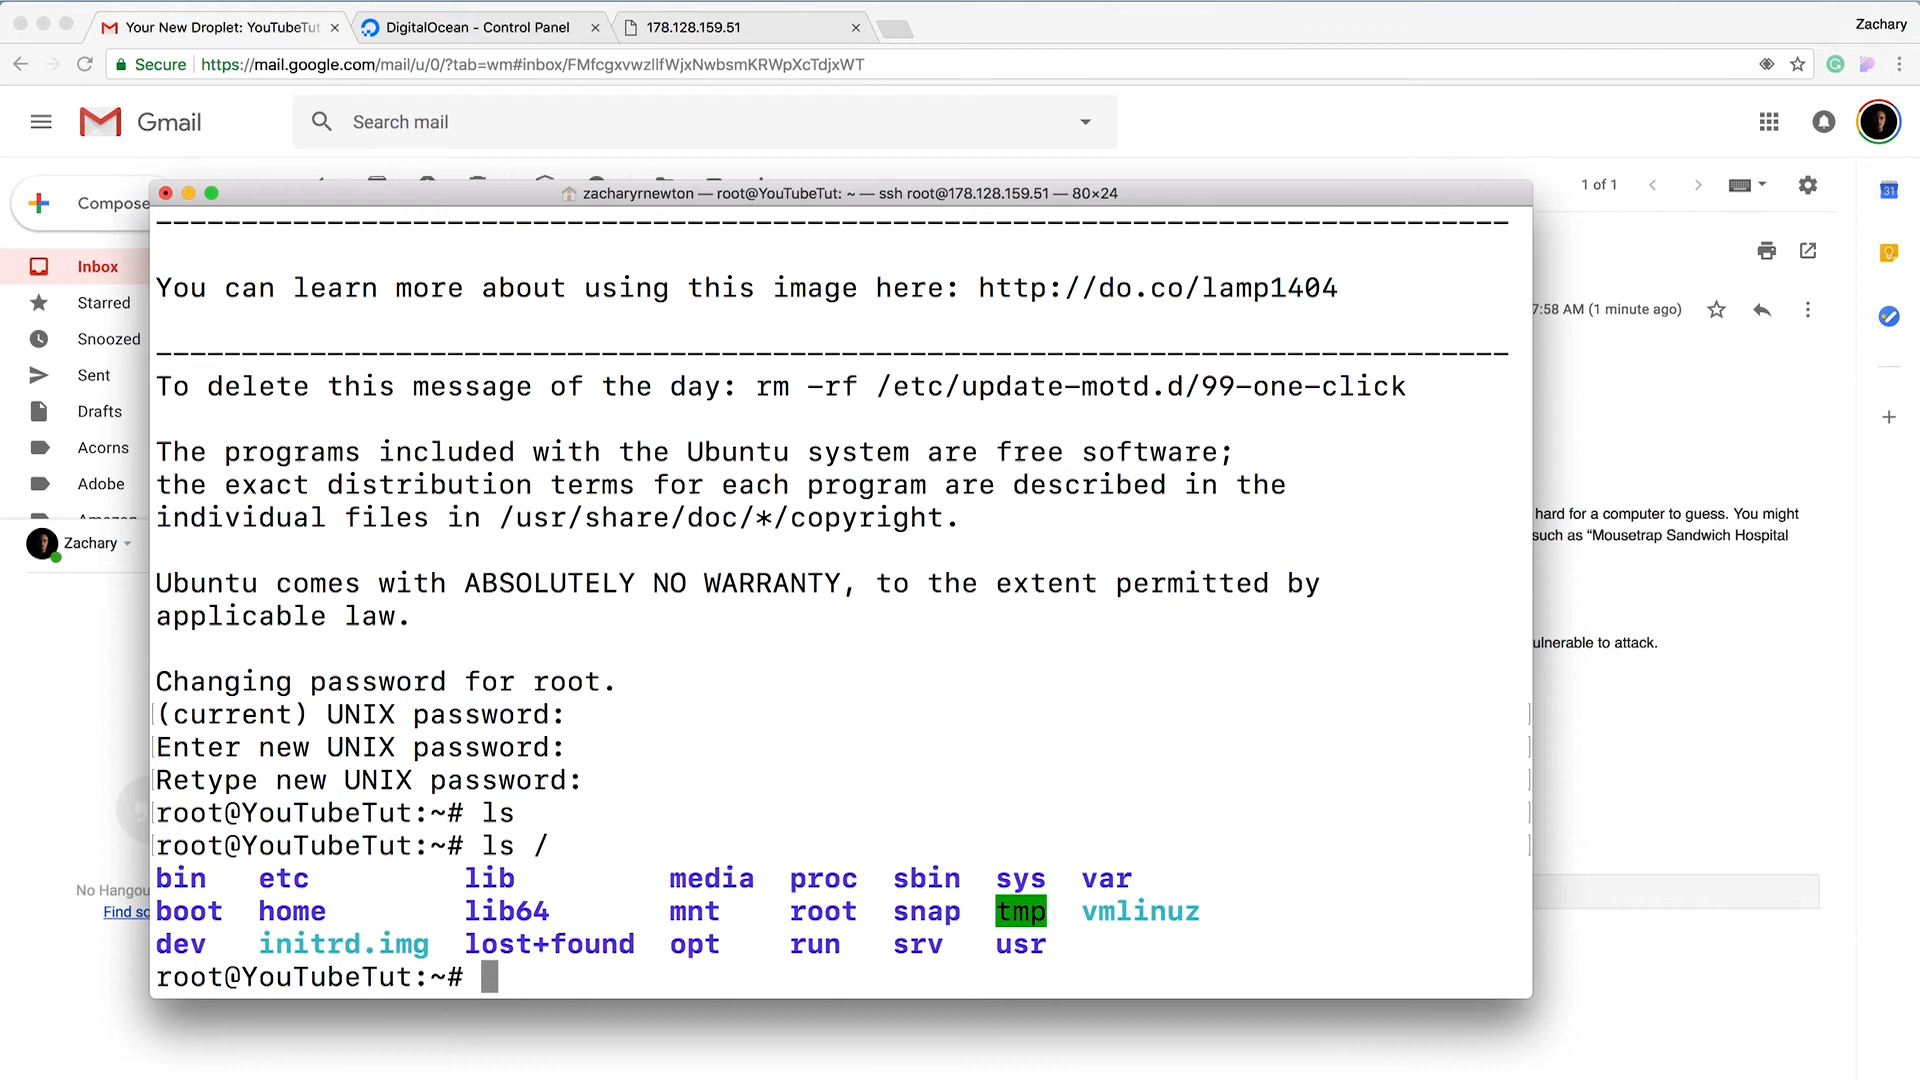 Your New Droplet: YouTubeTut
DigitalOcean - Control Panel
178.128.159.51
Zachary
Secure
https://mail.google.com/mail/u/0/?tab=wm#inbox/FMfcgxvwzllfWjxNwbsmKRWpXcTdjxWT
Gmail
Search mail
Compose
1 of 1
31
Inbox
Starred
Snoozed
Sent
Drafts
Acorns
Adobe
Zachary
No Hangou
Find so
7:58 AM (1 minute ago)
hard for a computer to guess. You might
such as “Mousetrap Sandwich Hospital
ulnerable to attack.
zacharyrnewton — root@YouTubeTut: ~ — ssh root@178.128.159.51 — 80×24
--------------------------------------------------------------------------------
You can learn more about using this image here: http://do.co/lamp1404
--------------------------------------------------------------------------------
To delete this message of the day: rm -rf /etc/update-motd.d/99-one-click
The programs included with the Ubuntu system are free software;
the exact distribution terms for each program are described in the
individual files in /usr/share/doc/*/copyright.
Ubuntu comes with ABSOLUTELY NO WARRANTY, to the extent permitted by
applicable law.
Changing password for root.
(current) UNIX password:
Enter new UNIX password:
Retype new UNIX password:
root@YouTubeTut:~# ls
root@YouTubeTut:~# ls /
bin etc lib media proc sbin sys var
boot home lib64 mnt root snap tmp vmlinuz
dev initrd.img lost+found opt run srv usr
root@YouTubeTut:~#